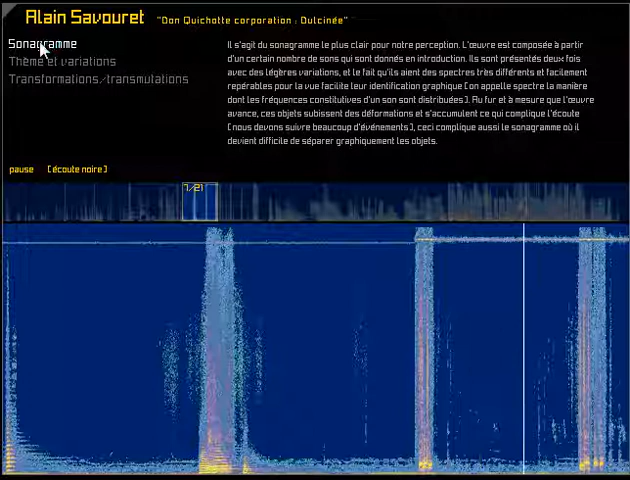 Alain Savouret "Don Quichotte corporation : Dulcinée"
Sonagramme
Thème et variations
Transformations/transmutations
Il s'agit du sonagramme le plus clair pour notre perception. L'œuvre est composée à partir
d'un certain nombre de sons qui sont donnés en introduction. Ils sont présentés deux fois
avec des légères variations, et le fait qu'ils aient des spectres très différents et facilement
repérables pour la vue facilite leur identification graphique [on appelle spectre la manière
dont les fréquences constitutives d'un son sont distribuées]. Au fur et à mesure que l'œuvre
avance, ces objets subissent des déformations et s'accumulent ce qui complique l'écoute
[nous devons suivre beaucoup d'événements], ceci complique aussi le sonagramme où il
devient difficile de séparer graphiquement les objets.
pause [écoute noire]
7/21